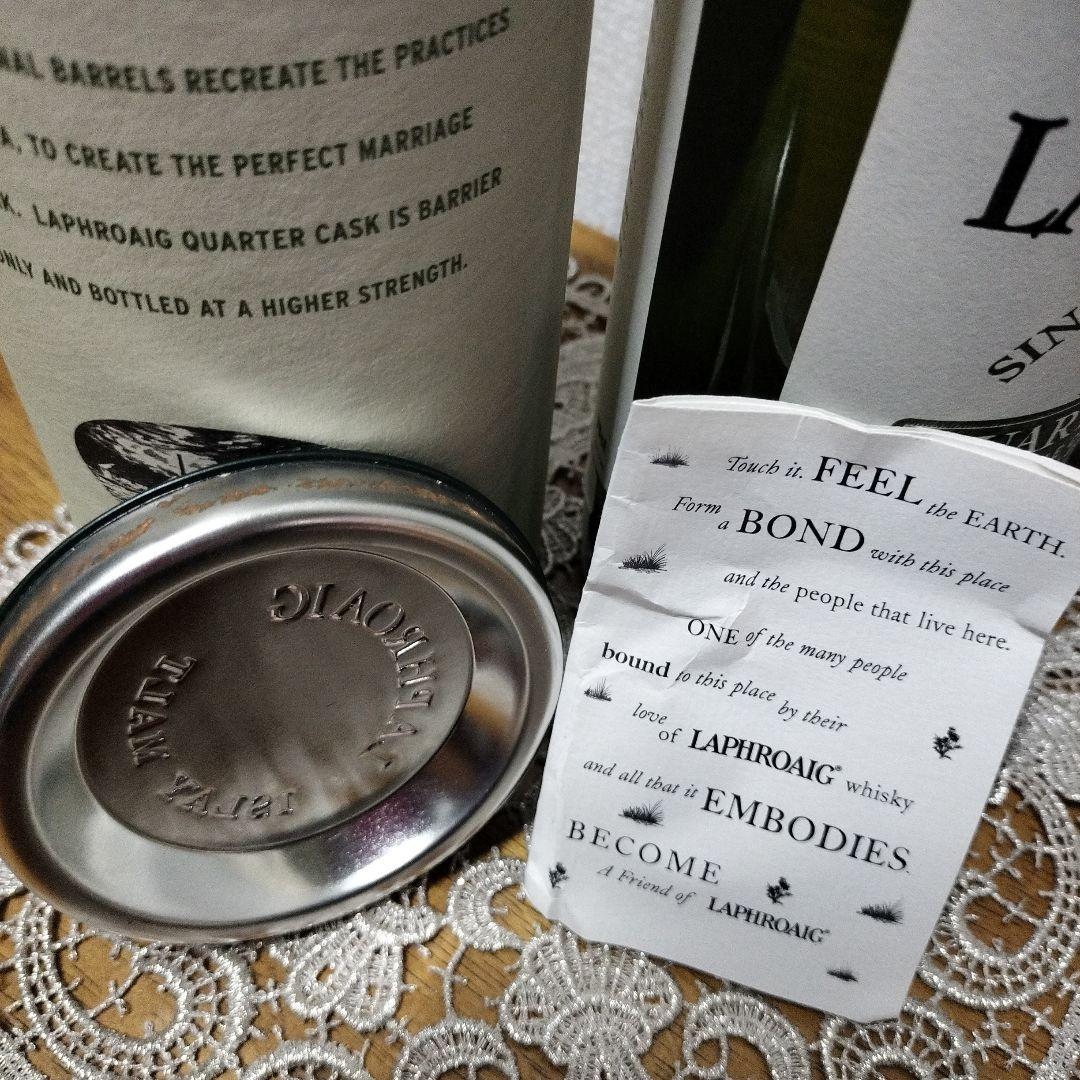 NAL BARRELS RECREATE THE PRACTICES
A, TO CREATE THE PERFECT MARRIAGE
K. LAPHROAIG QUARTER CASK IS BARRIER
ONLY AND BOTTLED AT A HIGHER STRENGTH.
LAPHROAIG
ISLAY MALT
LA
SIN
Touch it. FEEL the EARTH.
Form a BOND with this place
and the people that live here.
ONE of the many people
bound to this place by their
love of LAPHROAIG® whisky
and all that it EMBODIES.
BECOME
A Friend of LAPHROAIG®